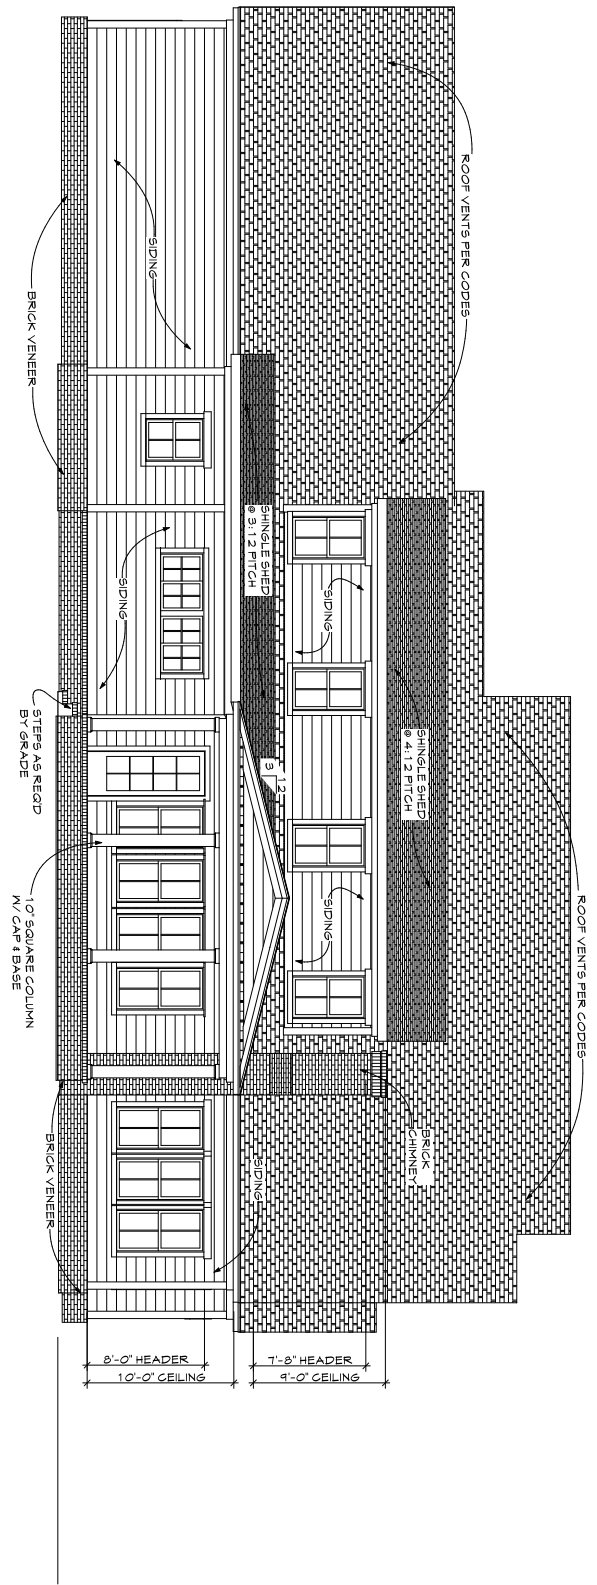 ROOF VENTS PER CODES
ROOF VENTS PER CODES
SHINGLE SHED
@ 4:12 PITCH
SHINGLE SHED
@ 3:12 PITCH
SIDING
SIDING
BRICK
CHIMNEY
12
3
SIDING
SIDING
SIDING
BRICK VENEER
STEPS AS REQ'D
BY GRADE
10" SQUARE COLUMN
W/ CAP & BASE
BRICK VENEER
7'-8" HEADER
9'-0" CEILING
8'-0" HEADER
10'-0" CEILING